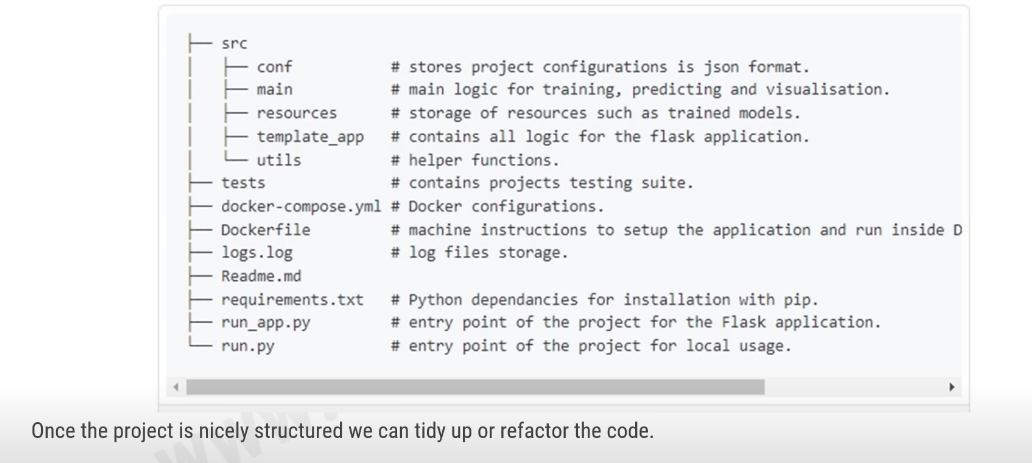 ├── src
│   ├── conf           # stores project configurations is json format.
│   ├── main           # main logic for training, predicting and visualisation.
│   ├── resources      # storage of resources such as trained models.
│   ├── template_app   # contains all logic for the flask application.
│   └── utils          # helper functions.
├── tests              # contains projects testing suite.
├── docker-compose.yml # Docker configurations.
├── Dockerfile         # machine instructions to setup the application and run inside D
├── logs.log           # log files storage.
├── Readme.md
├── requirements.txt   # Python dependancies for installation with pip.
├── run_app.py         # entry point of the project for the Flask application.
└── run.py             # entry point of the project for local usage.
Once the project is nicely structured we can tidy up or refactor the code.
www.